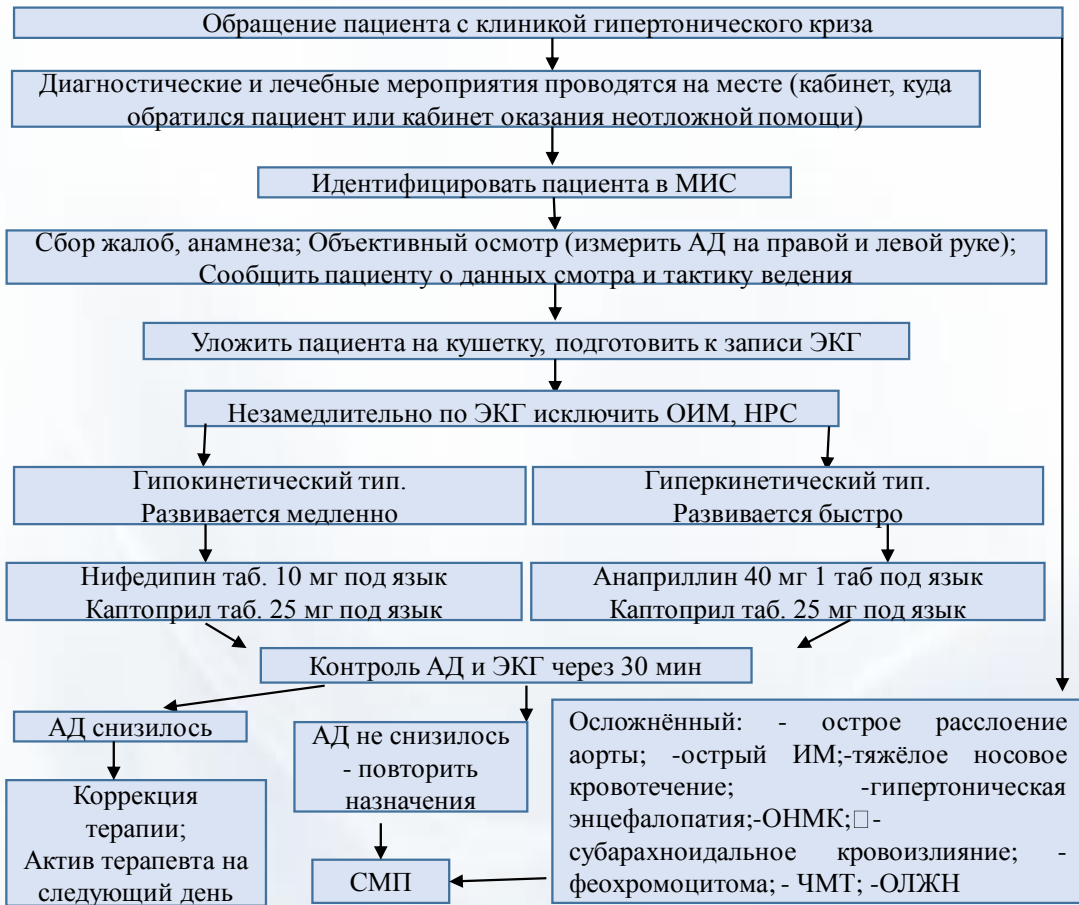 Обращение пациента с клиникой гипертонического криза
Диагностические и лечебные мероприятия проводятся на месте (кабинет, куда
обратился пациент или кабинет оказания неотложной помощи)
Идентифицировать пациента в МИС
Сбор жалоб, анамнеза; Объективный осмотр (измерить АД на правой и левой руке);
Сообщить пациенту о данных смотра и тактику ведения
Уложить пациента на кушетку, подготовить к записи ЭКГ
Незамедлительно по ЭКГ исключить ОИМ, НРС
Гипокинетический тип.
Развивается медленно
Гиперкинетический тип.
Развивается быстро
Нифедипин таб. 10 мг под язык
Каптоприл таб. 25 мг под язык
Анаприллин 40 мг 1 таб под язык
Каптоприл таб. 25 мг под язык
Контроль АД и ЭКГ через 30 мин
АД снизилось
АД не снизилось
- повторить
назначения
Коррекция
терапии;
Актив терапевта на
следующий день
СМП
Осложнённый: - острое расслоение
аорты; -острый ИМ;-тяжёлое носовое
кровотечение; -гипертоническая
энцефалопатия;-ОНМК;□-
субарахноидальное кровоизлияние; -
феохромоцитома; - ЧМТ; -ОЛЖН